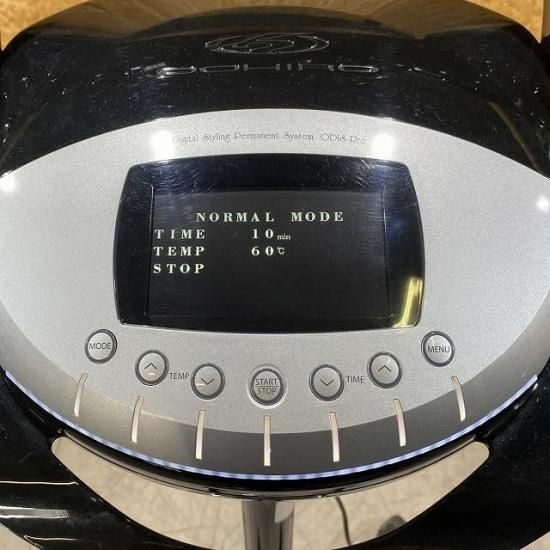 OOHIRO
Digital Styling Permanent System ODIS Pro
NORMAL MODE
TIME 10 min
TEMP 60℃
STOP
MODE
TEMP
START STOP
TIME
MENU